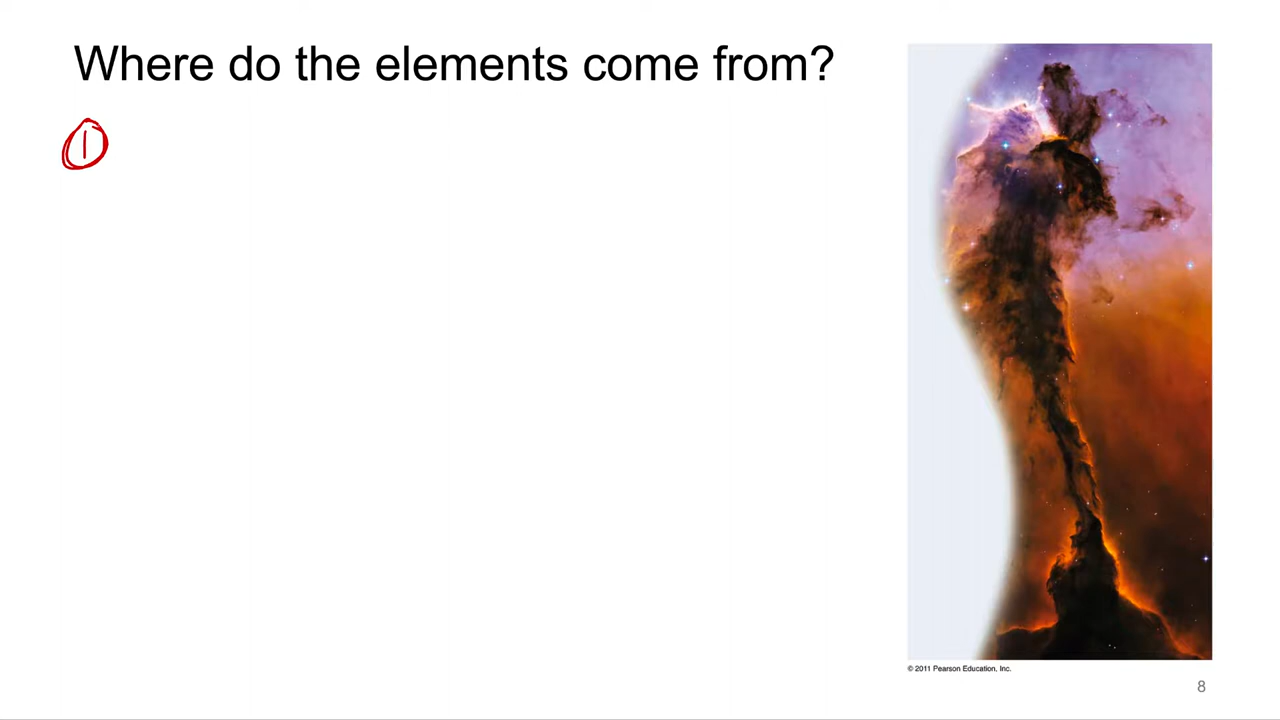 Where do the elements come from?
1
© 2011 Pearson Education, Inc.
8